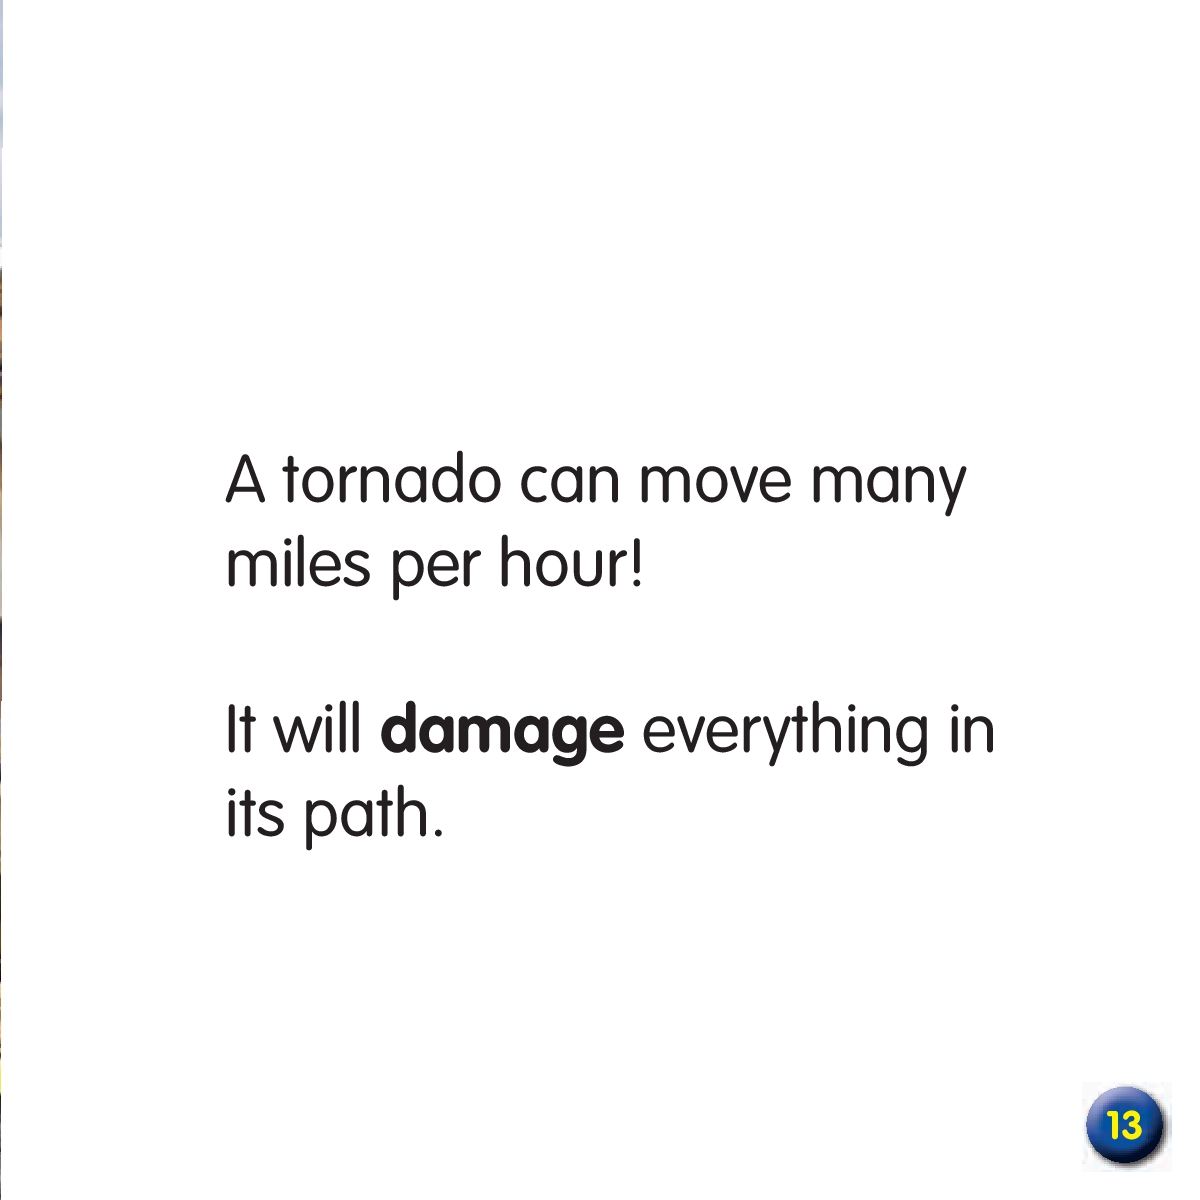 A tornado can move many
miles per hour!
It will damage everything in
its path.
13